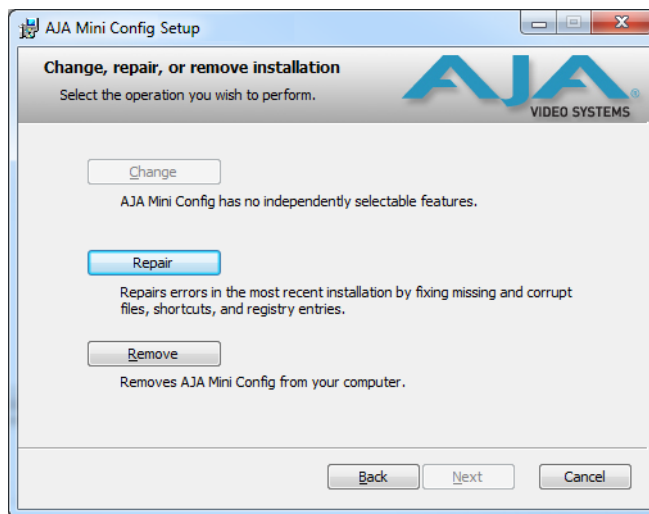 AJA Mini Config Setup
Change, repair, or remove installation
Select the operation you wish to perform.
AJA
VIDEO SYSTEMS
®
Change
AJA Mini Config has no independently selectable features.
Repair
Repairs errors in the most recent installation by fixing missing and corrupt
files, shortcuts, and registry entries.
Remove
Removes AJA Mini Config from your computer.
Back
Next
Cancel